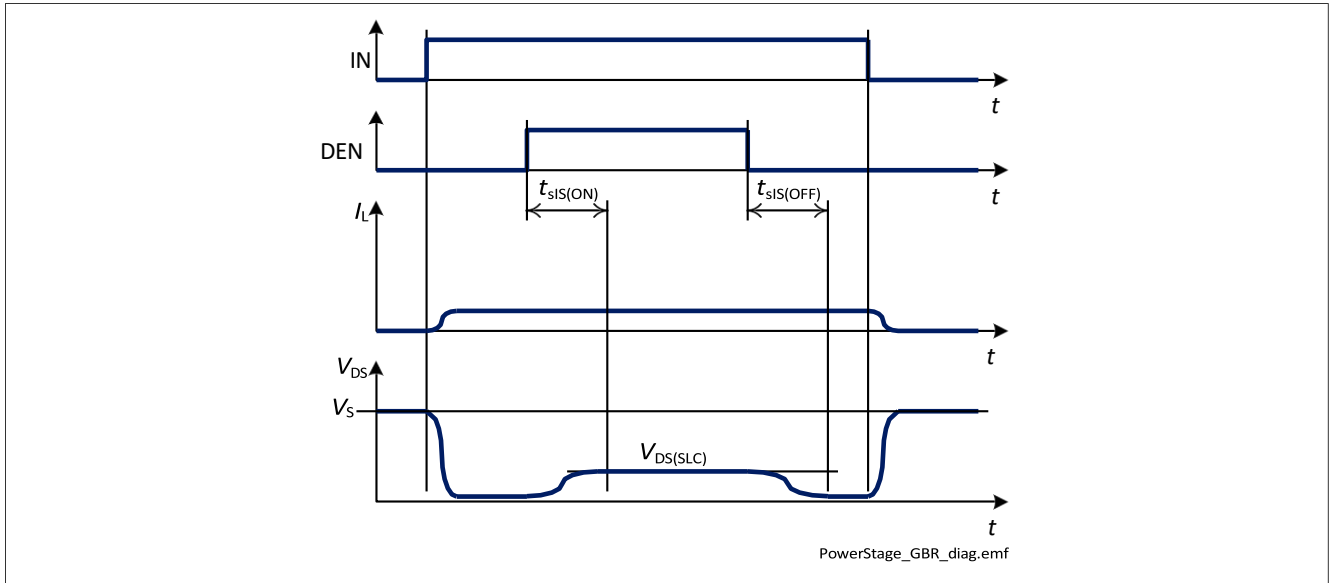 IN
t
DEN
t
tsIS(ON)
tsIS(OFF)
IL
t
VDS
VS
VDS(SLC)
t
PowerStage_GBR_diag.emf